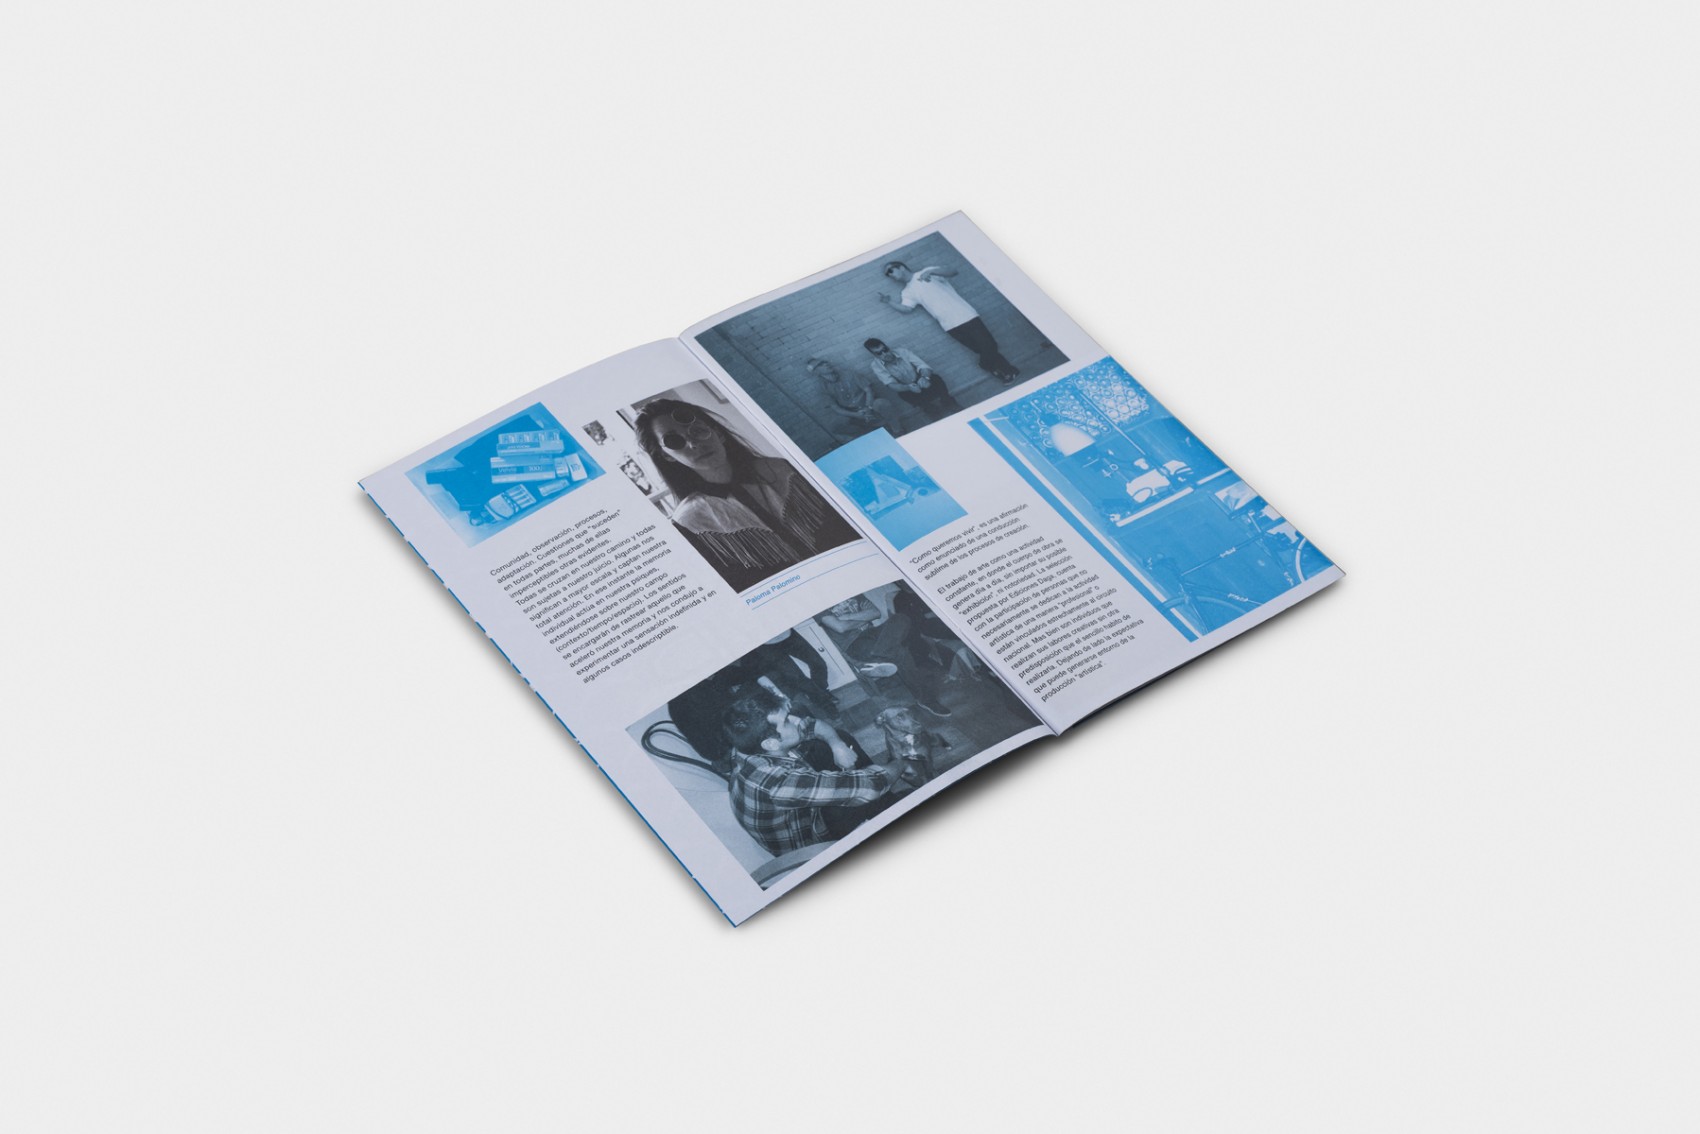 Comunidad, observación, procesos,
adaptación. Cuestiones que "suceden"
en todas partes, muchas de ellas
imperceptibles otras evidentes.
Todas se cruzan en nuestro camino y todas
son sujetas a nuestro juicio. Algunas nos
significan a mayor escala y captan nuestra
total atención. En ese instante la memoria
individual actúa en nuestra psiques,
extendiéndose sobre nuestro campo
(contexto/tiempo/espacio). Los sentidos
se encargarán de rastrear aquello que
aceleró nuestra memoria y nos condujo a
experimentar una sensación indefinida y en
algunos casos indescriptible.
Paloma Palomino
"Como queremos vivir", es una afirmación
como enunciado de una conducción
sublime de los procesos de creación.
El trabajo de arte como una actividad
constante, en donde el cuerpo de obra se
genera día a día, sin importar lo posible
"exhibición", ni notoriedad. La selección
propuesta por Ediciones Daga, cuenta
con la participación de personas que no
necesariamente se dedican a la actividad
artística de una manera "profesional" o
están vinculados estrechamente al circuito
nacional. Mas bien son individuos que
realizan sus labores creativas sin otra
predisposición que el sencillo habito de
realizarla. Dejando de lado la expectativa
que puede generarse entorno de la
producción "artística".